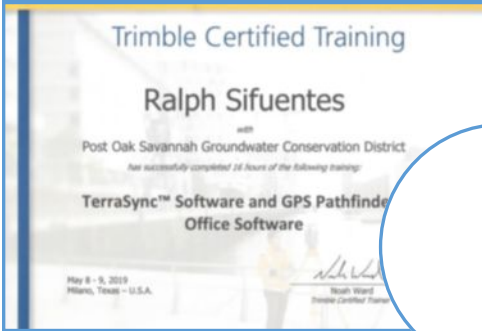 Trimble Certified Training
Ralph Sifuentes
with
Post Oak Savannah Groundwater Conservation District
has successfully completed 16 hours of the following training:
TerraSync™ Software and GPS Pathfinde
Office Software
May 8 - 9, 2019
Milano, Texas - U.S.A.
Noah Ward
Trimble Certified Trainer